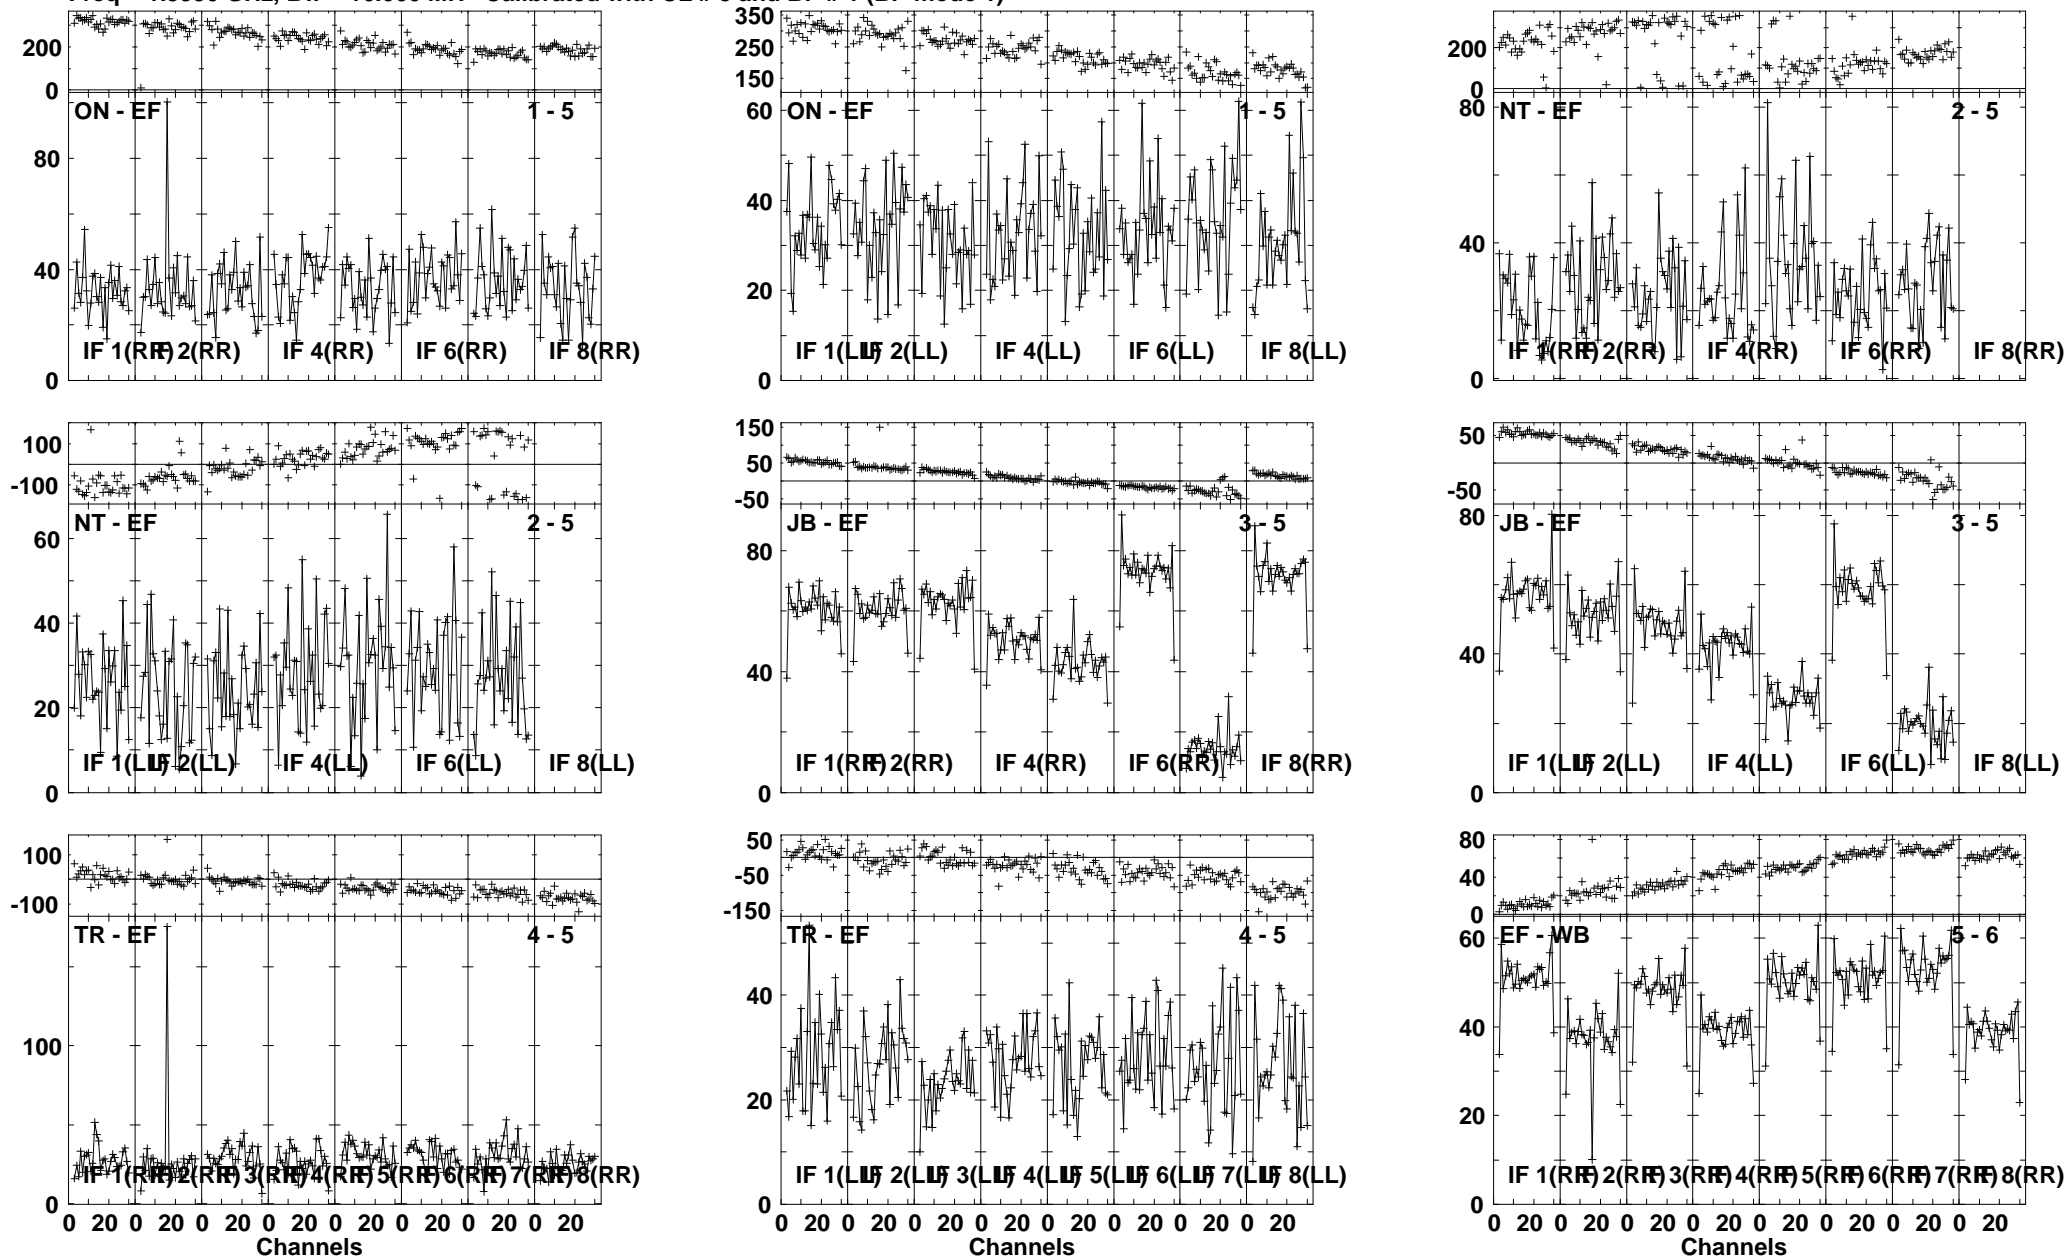 200
0
ON - EF
1 - 5
80
40
0
IF 1(RR)
IF 2(RR)
IF 4(RR)
IF 6(RR)
IF 8(RR)
350
250
150
ON - EF
1 - 5
60
40
20
0
IF 1(LL)
IF 2(LL)
IF 4(LL)
IF 6(LL)
IF 8(LL)
200
0
NT - EF
2 - 5
80
40
0
IF 1(RR)
IF 2(RR)
IF 4(RR)
IF 6(RR)
IF 8(RR)
100
-100
NT - EF
2 - 5
60
40
20
0
IF 1(LL)
IF 2(LL)
IF 4(LL)
IF 6(LL)
IF 8(LL)
150
50
-50
JB - EF
3 - 5
80
40
0
IF 1(RR)
IF 2(RR)
IF 4(RR)
IF 6(RR)
IF 8(RR)
50
-50
JB - EF
3 - 5
80
40
0
IF 1(LL)
IF 2(LL)
IF 4(LL)
IF 6(LL)
IF 8(LL)
100
-100
TR - EF
4 - 5
100
0
IF 1(RR)
IF 2(RR)
IF 3(RR)
IF 4(RR)
IF 5(RR)
IF 6(RR)
IF 7(RR)
IF 8(RR)
0 20 0 20 0 20 0 20 0 20 0 20 0 20 0 20
Channels
50
-50
-150
TR - EF
4 - 5
40
20
0
IF 1(LL)
IF 2(LL)
IF 3(LL)
IF 4(LL)
IF 5(LL)
IF 6(LL)
IF 7(LL)
IF 8(LL)
0 20 0 20 0 20 0 20 0 20 0 20 0 20 0 20
Channels
80
40
0
EF - WB
5 - 6
60
40
20
0
IF 1(RR)
IF 2(RR)
IF 3(RR)
IF 4(RR)
IF 5(RR)
IF 6(RR)
IF 7(RR)
IF 8(RR)
0 20 0 20 0 20 0 20 0 20 0 20 0 20 0 20
Channels